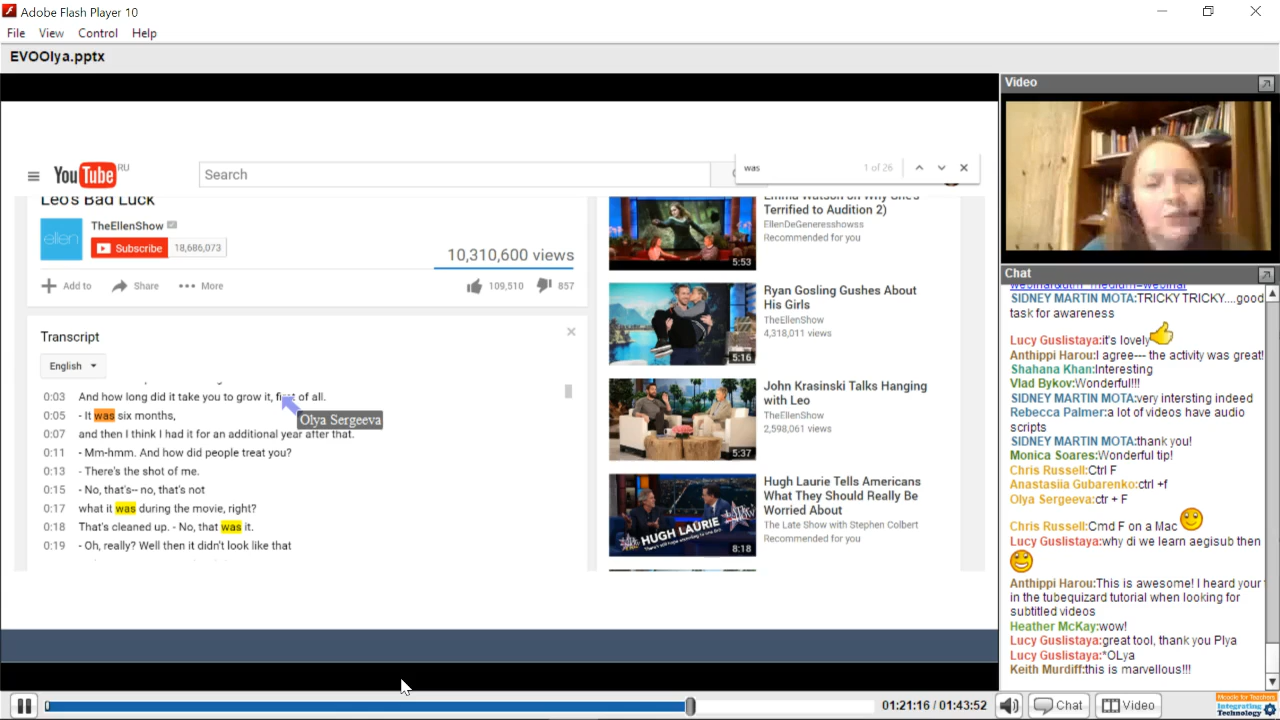 Adobe Flash Player 10
File View Control Help
EVOOlya.pptx
YouTube RU
Search
was 1 of 26
Leo's Bad Luck
ellen
TheEllenShow
Subscribe 18,686,073
10,310,600 views
Add to Share More
109,510 857
Transcript
English
0:03 And how long did it take you to grow it, first of all.
0:05 - It was six months,
0:07 and then I think I had it for an additional year after that.
0:11 - Mm-hmm. And how did people treat you?
0:13 - There's the shot of me.
0:15 - No, that's-- no, that's not
0:17 what it was during the movie, right?
0:18 That's cleaned up. - No, that was it.
0:19 - Oh, really? Well then it didn't look like that
Olya Sergeeva
Emma Watson on Why She's
Terrified to Audition 2)
EllenDeGeneresshowss
Recommended for you
5:53
Ryan Gosling Gushes About
His Girls
TheEllenShow
4,318,011 views
5:16
John Krasinski Talks Hanging
with Leo
TheEllenShow
2,598,061 views
5:37
Hugh Laurie Tells Americans
What They Should Really Be
Worried About
The Late Show with Stephen Colbert
Recommended for you
HUGH LAURIE
8:18
Video
Chat
SIDNEY MARTIN MOTA:TRICKY TRICKY....good
task for awareness
Lucy Guslistaya:it's lovely
Anthippi Harou:I agree--- the activity was great!
Shahana Khan:Interesting
Vlad Bykov:Wonderful!!!
SIDNEY MARTIN MOTA:very intersting indeed
Rebecca Palmer:a lot of videos have audio
scripts
SIDNEY MARTIN MOTA:thank you!
Monica Soares:Wonderful tip!
Chris Russell:Ctrl F
Anastasiia Gubarenko:ctrl +f
Olya Sergeeva:ctr + F
Chris Russell:Cmd F on a Mac
Lucy Guslistaya:why di we learn aegisub then
Anthippi Harou:This is awesome! I heard your
in the tubequizard tutorial when looking for
subtitled videos
Heather McKay:wow!
Lucy Guslistaya:great tool, thank you Plya
Lucy Guslistaya:*OLya
Keith Murdiff:this is marvellous!!!
01:21:16 / 01:43:52
Chat Video
Moodle for Teachers
Integrating
Technology